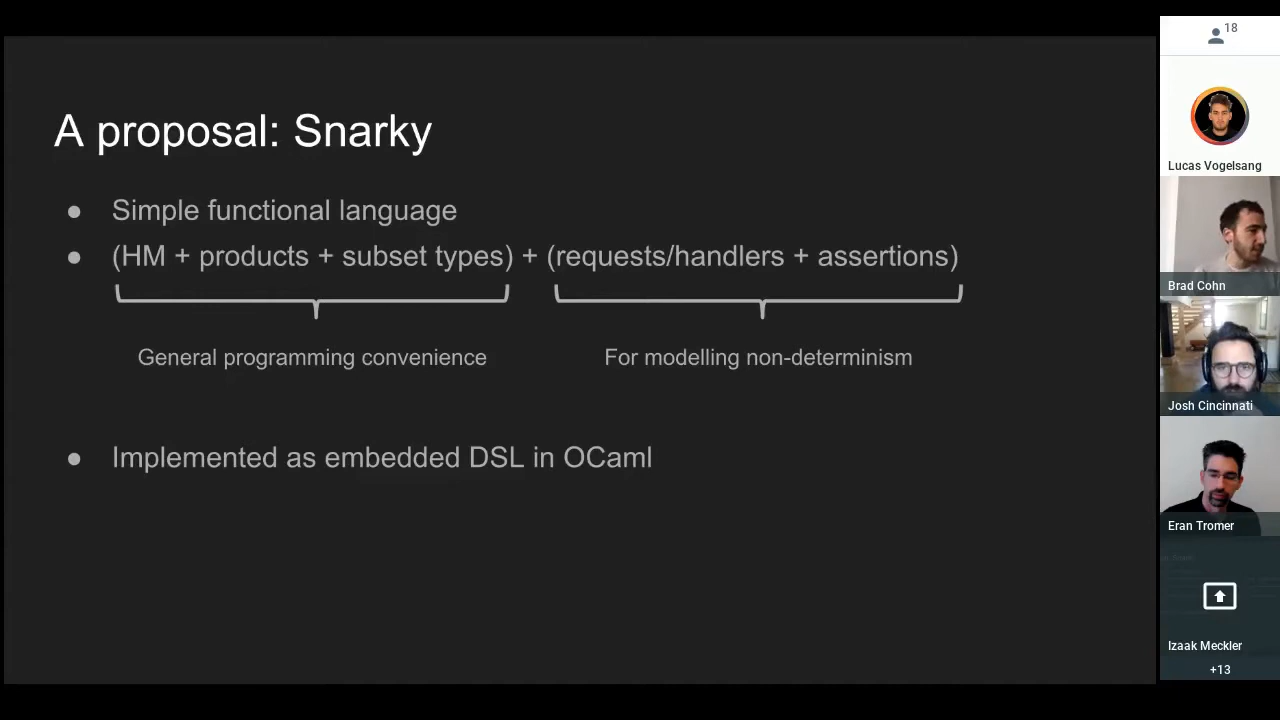 A proposal: Snarky
● Simple functional language
● (HM + products + subset types) + (requests/handlers + assertions)
General programming convenience
For modelling non-determinism
● Implemented as embedded DSL in OCaml
18
Lucas Vogelsang
Brad Cohn
Josh Cincinnati
Eran Tromer
Izaak Meckler
+13